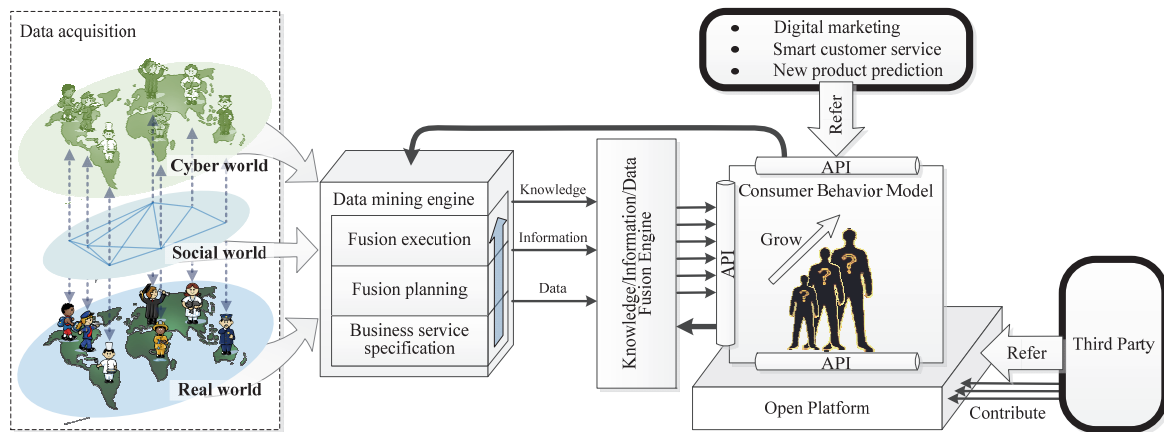 Data acquisition
Cyber world
Social world
Real world
Data mining engine
Fusion execution
Fusion planning
Business service
specification
Knowledge
Information
Data
Knowledge/Information/Data
Fusion Engine
• Digital marketing
• Smart customer service
• New product prediction
Refer
API
Consumer Behavior Model
API
Grow
?
?
?
API
Open Platform
Refer
Contribute
Third Party